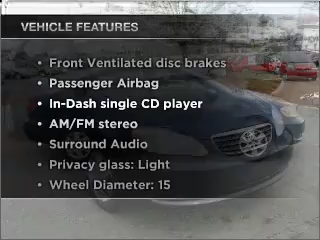 VEHICLE FEATURES
• Front Ventilated disc brakes
• Passenger Airbag
• In-Dash single CD player
• AM/FM stereo
• Surround Audio
• Privacy glass: Light
• Wheel Diameter: 15